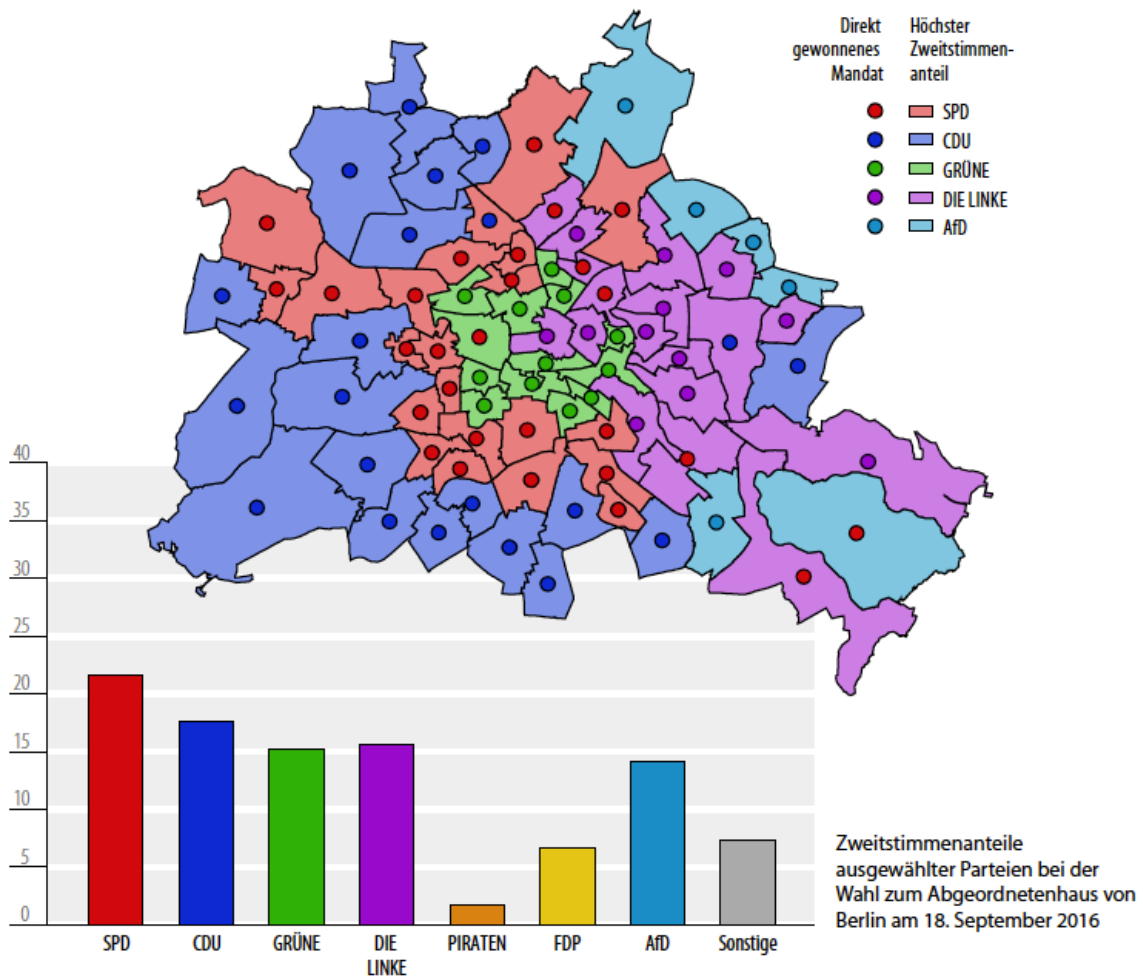 Direkt
gewonnenes
Mandat
Höchster
Zweitstimmen-
anteil
SPD
CDU
GRÜNE
DIE LINKE
AfD
40
35
30
25
20
15
10
5
0
SPD
CDU
GRÜNE
DIE
LINKE
PIRATEN
FDP
AfD
Sonstige
Zweitstimmenanteile
ausgewählter Parteien bei der
Wahl zum Abgeordnetenhaus von
Berlin am 18. September 2016